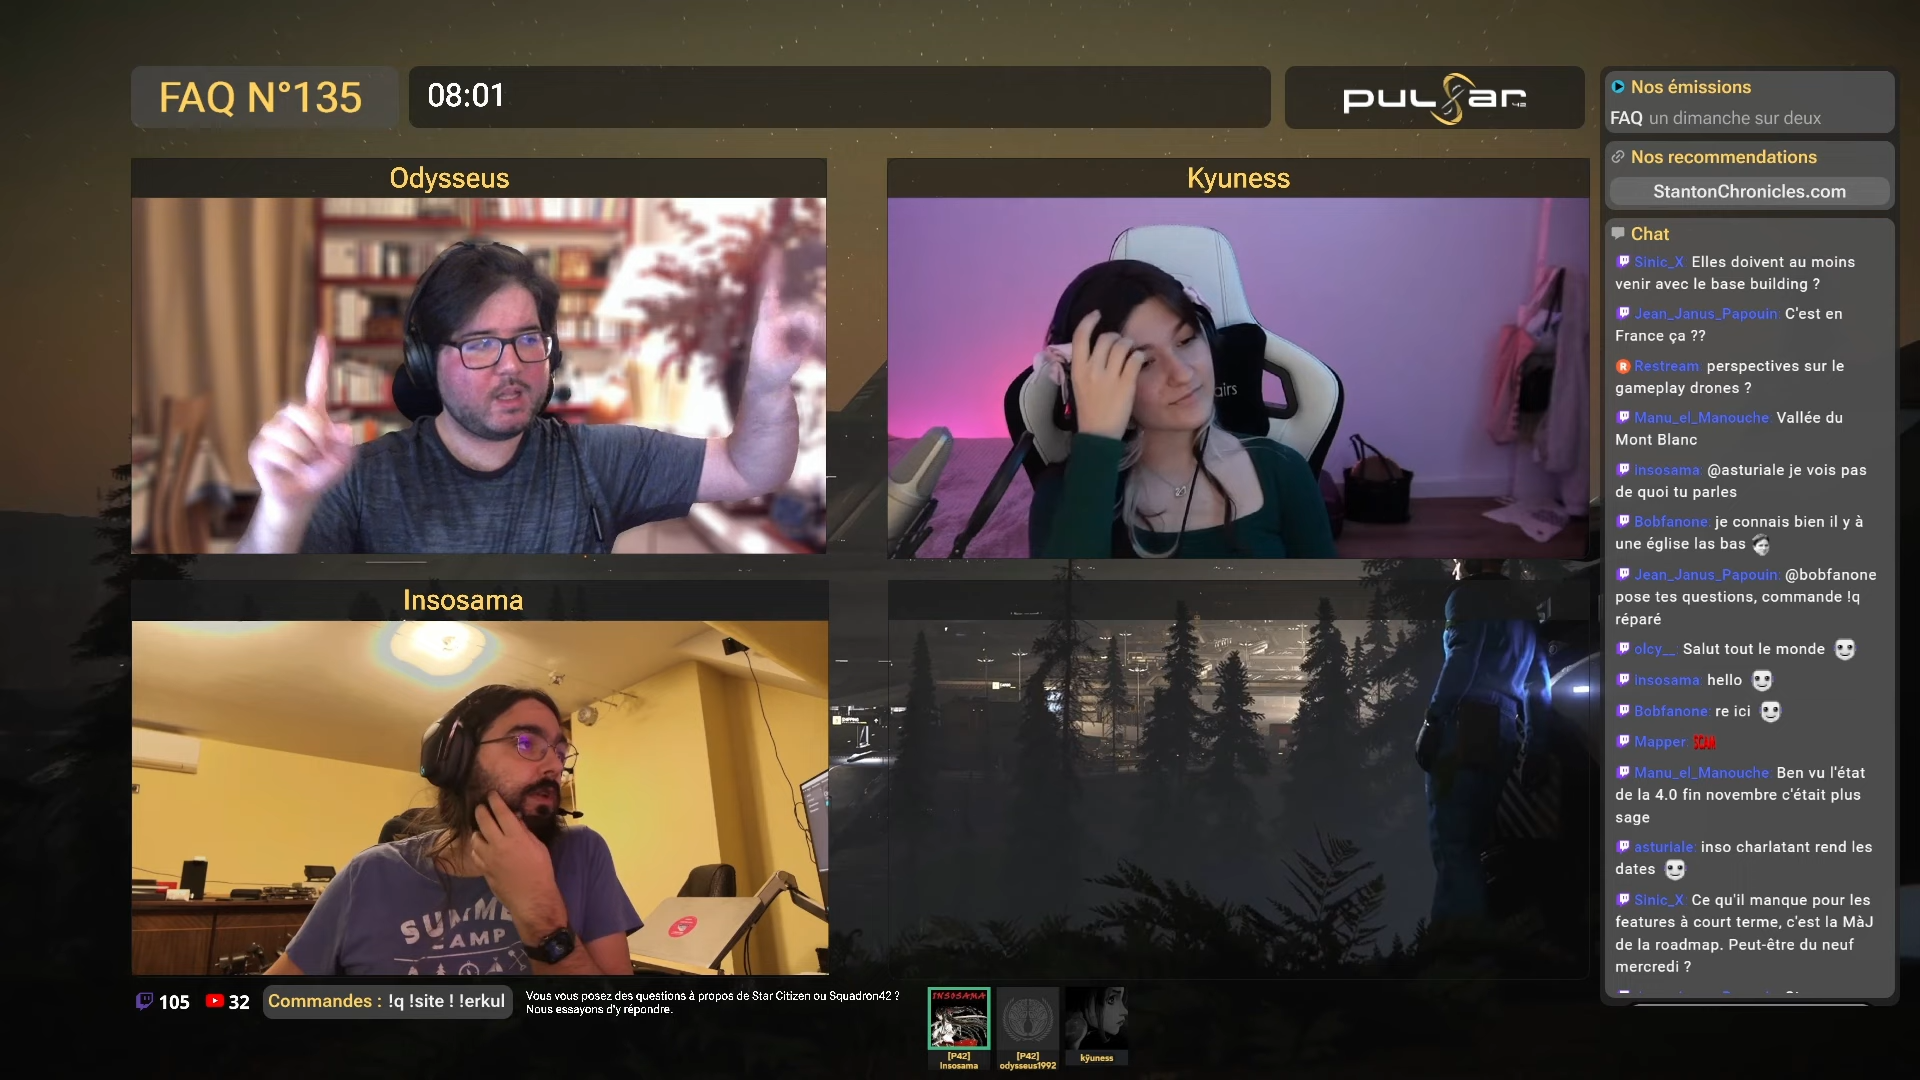 FAQ N°135
08:01
pulsar
42
Nos émissions
FAQ un dimanche sur deux
Nos recommendations
StantonChronicles.com
Odysseus
Kyuness
Insosama
airs
SUMME
CAMP
Chat
Sinic_X: Elles doivent au moins
venir avec le base building ?
Jean_Janus_Papouin: C'est en
France ça ??
Restream: perspectives sur le
gameplay drones ?
Manu_el_Manouche: Vallée du
Mont Blanc
insosama: @asturiale je vois pas
de quoi tu parles
Bobfanone: je connais bien il y à
une église las bas
Jean_Janus_Papouin: @bobfanone
pose tes questions, commande !q
réparé
olcy__: Salut tout le monde
insosama: hello
Bobfanone: re ici
Mapper: SCAM
Manu_el_Manouche: Ben vu l'état
de la 4.0 fin novembre c'était plus
sage
asturiale: inso charlatant rend les
dates
Sinic_X: Ce qu'il manque pour les
features à court terme, c'est la MàJ
de la roadmap. Peut-être du neuf
mercredi ?
105
32
Commandes : !q !site ! !erkul
Vous vous posez des questions à propos de Star Citizen ou Squadron42 ?
Nous essayons d'y répondre.
INSOSAMA
[P42]
Insosama
[P42]
odysseus1992
kÿuness